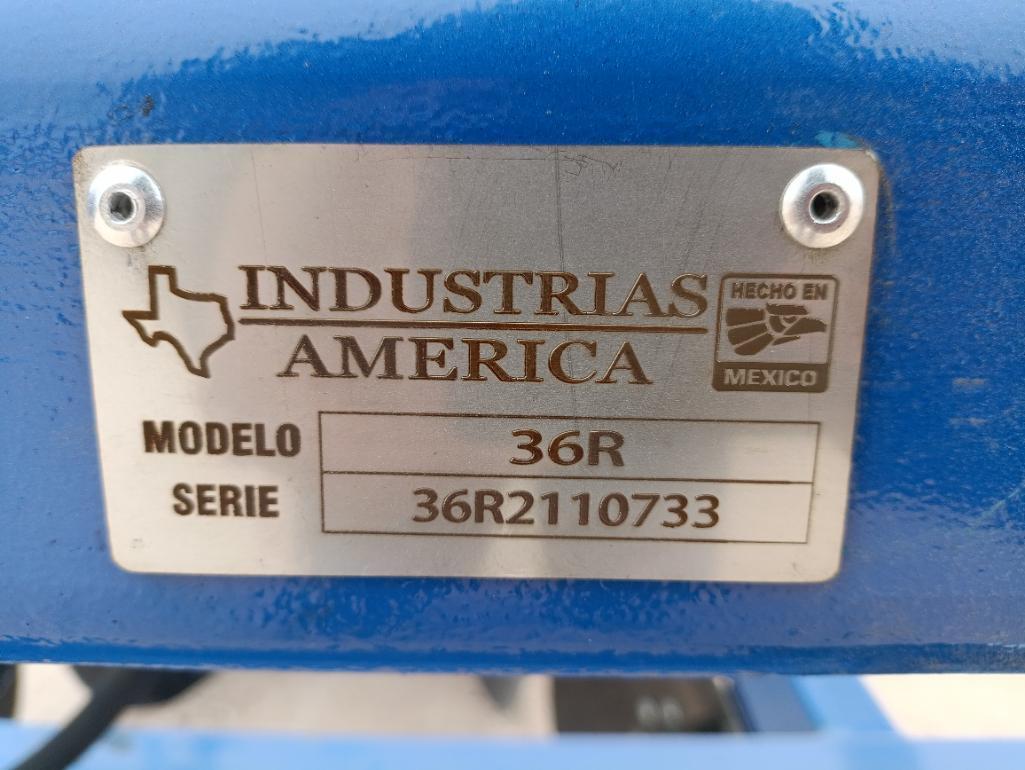 INDUSTRIAS
AMERICA
HECHO EN
MEXICO
MODELO 36R
SERIE 36R2110733